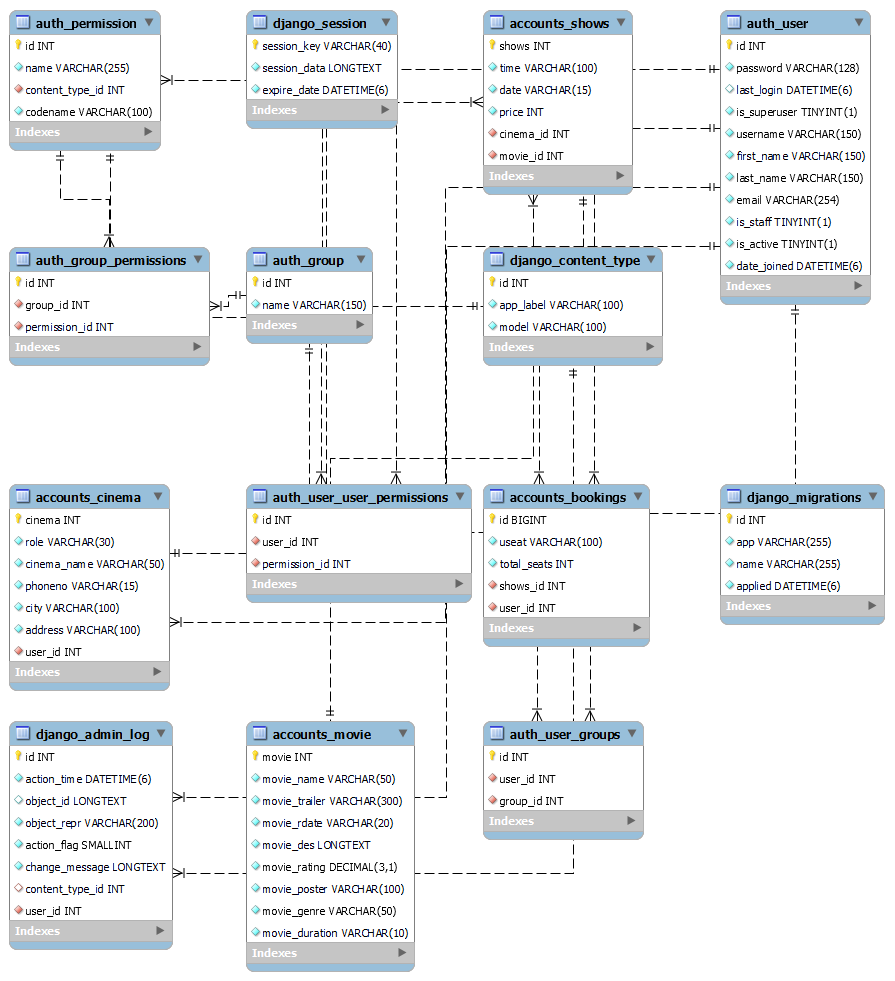 auth_permission
id INT
name VARCHAR(255)
content_type_id INT
codename VARCHAR(100)
Indexes
django_session
session_key VARCHAR(40)
session_data LONGTEXT
expire_date DATETIME(6)
Indexes
accounts_shows
shows INT
time VARCHAR(100)
date VARCHAR(15)
price INT
cinema_id INT
movie_id INT
Indexes
auth_user
id INT
password VARCHAR(128)
last_login DATETIME(6)
is_superuser TINYINT(1)
username VARCHAR(150)
first_name VARCHAR(150)
last_name VARCHAR(150)
email VARCHAR(254)
is_staff TINYINT(1)
is_active TINYINT(1)
date_joined DATETIME(6)
Indexes
auth_group_permissions
id INT
group_id INT
permission_id INT
Indexes
auth_group
id INT
name VARCHAR(150)
Indexes
django_content_type
id INT
app_label VARCHAR(100)
model VARCHAR(100)
Indexes
accounts_cinema
cinema INT
role VARCHAR(30)
cinema_name VARCHAR(50)
phoneno VARCHAR(15)
city VARCHAR(100)
address VARCHAR(100)
user_id INT
Indexes
auth_user_user_permissions
id INT
user_id INT
permission_id INT
Indexes
accounts_bookings
id BIGINT
useat VARCHAR(100)
total_seats INT
shows_id INT
user_id INT
Indexes
django_migrations
id INT
app VARCHAR(255)
name VARCHAR(255)
applied DATETIME(6)
Indexes
django_admin_log
id INT
action_time DATETIME(6)
object_id LONGTEXT
object_repr VARCHAR(200)
action_flag SMALLINT
change_message LONGTEXT
content_type_id INT
user_id INT
Indexes
accounts_movie
movie INT
movie_name VARCHAR(50)
movie_trailer VARCHAR(300)
movie_rdate VARCHAR(20)
movie_des LONGTEXT
movie_rating DECIMAL(3,1)
movie_poster VARCHAR(100)
movie_genre VARCHAR(50)
movie_duration VARCHAR(10)
Indexes
auth_user_groups
id INT
user_id INT
group_id INT
Indexes